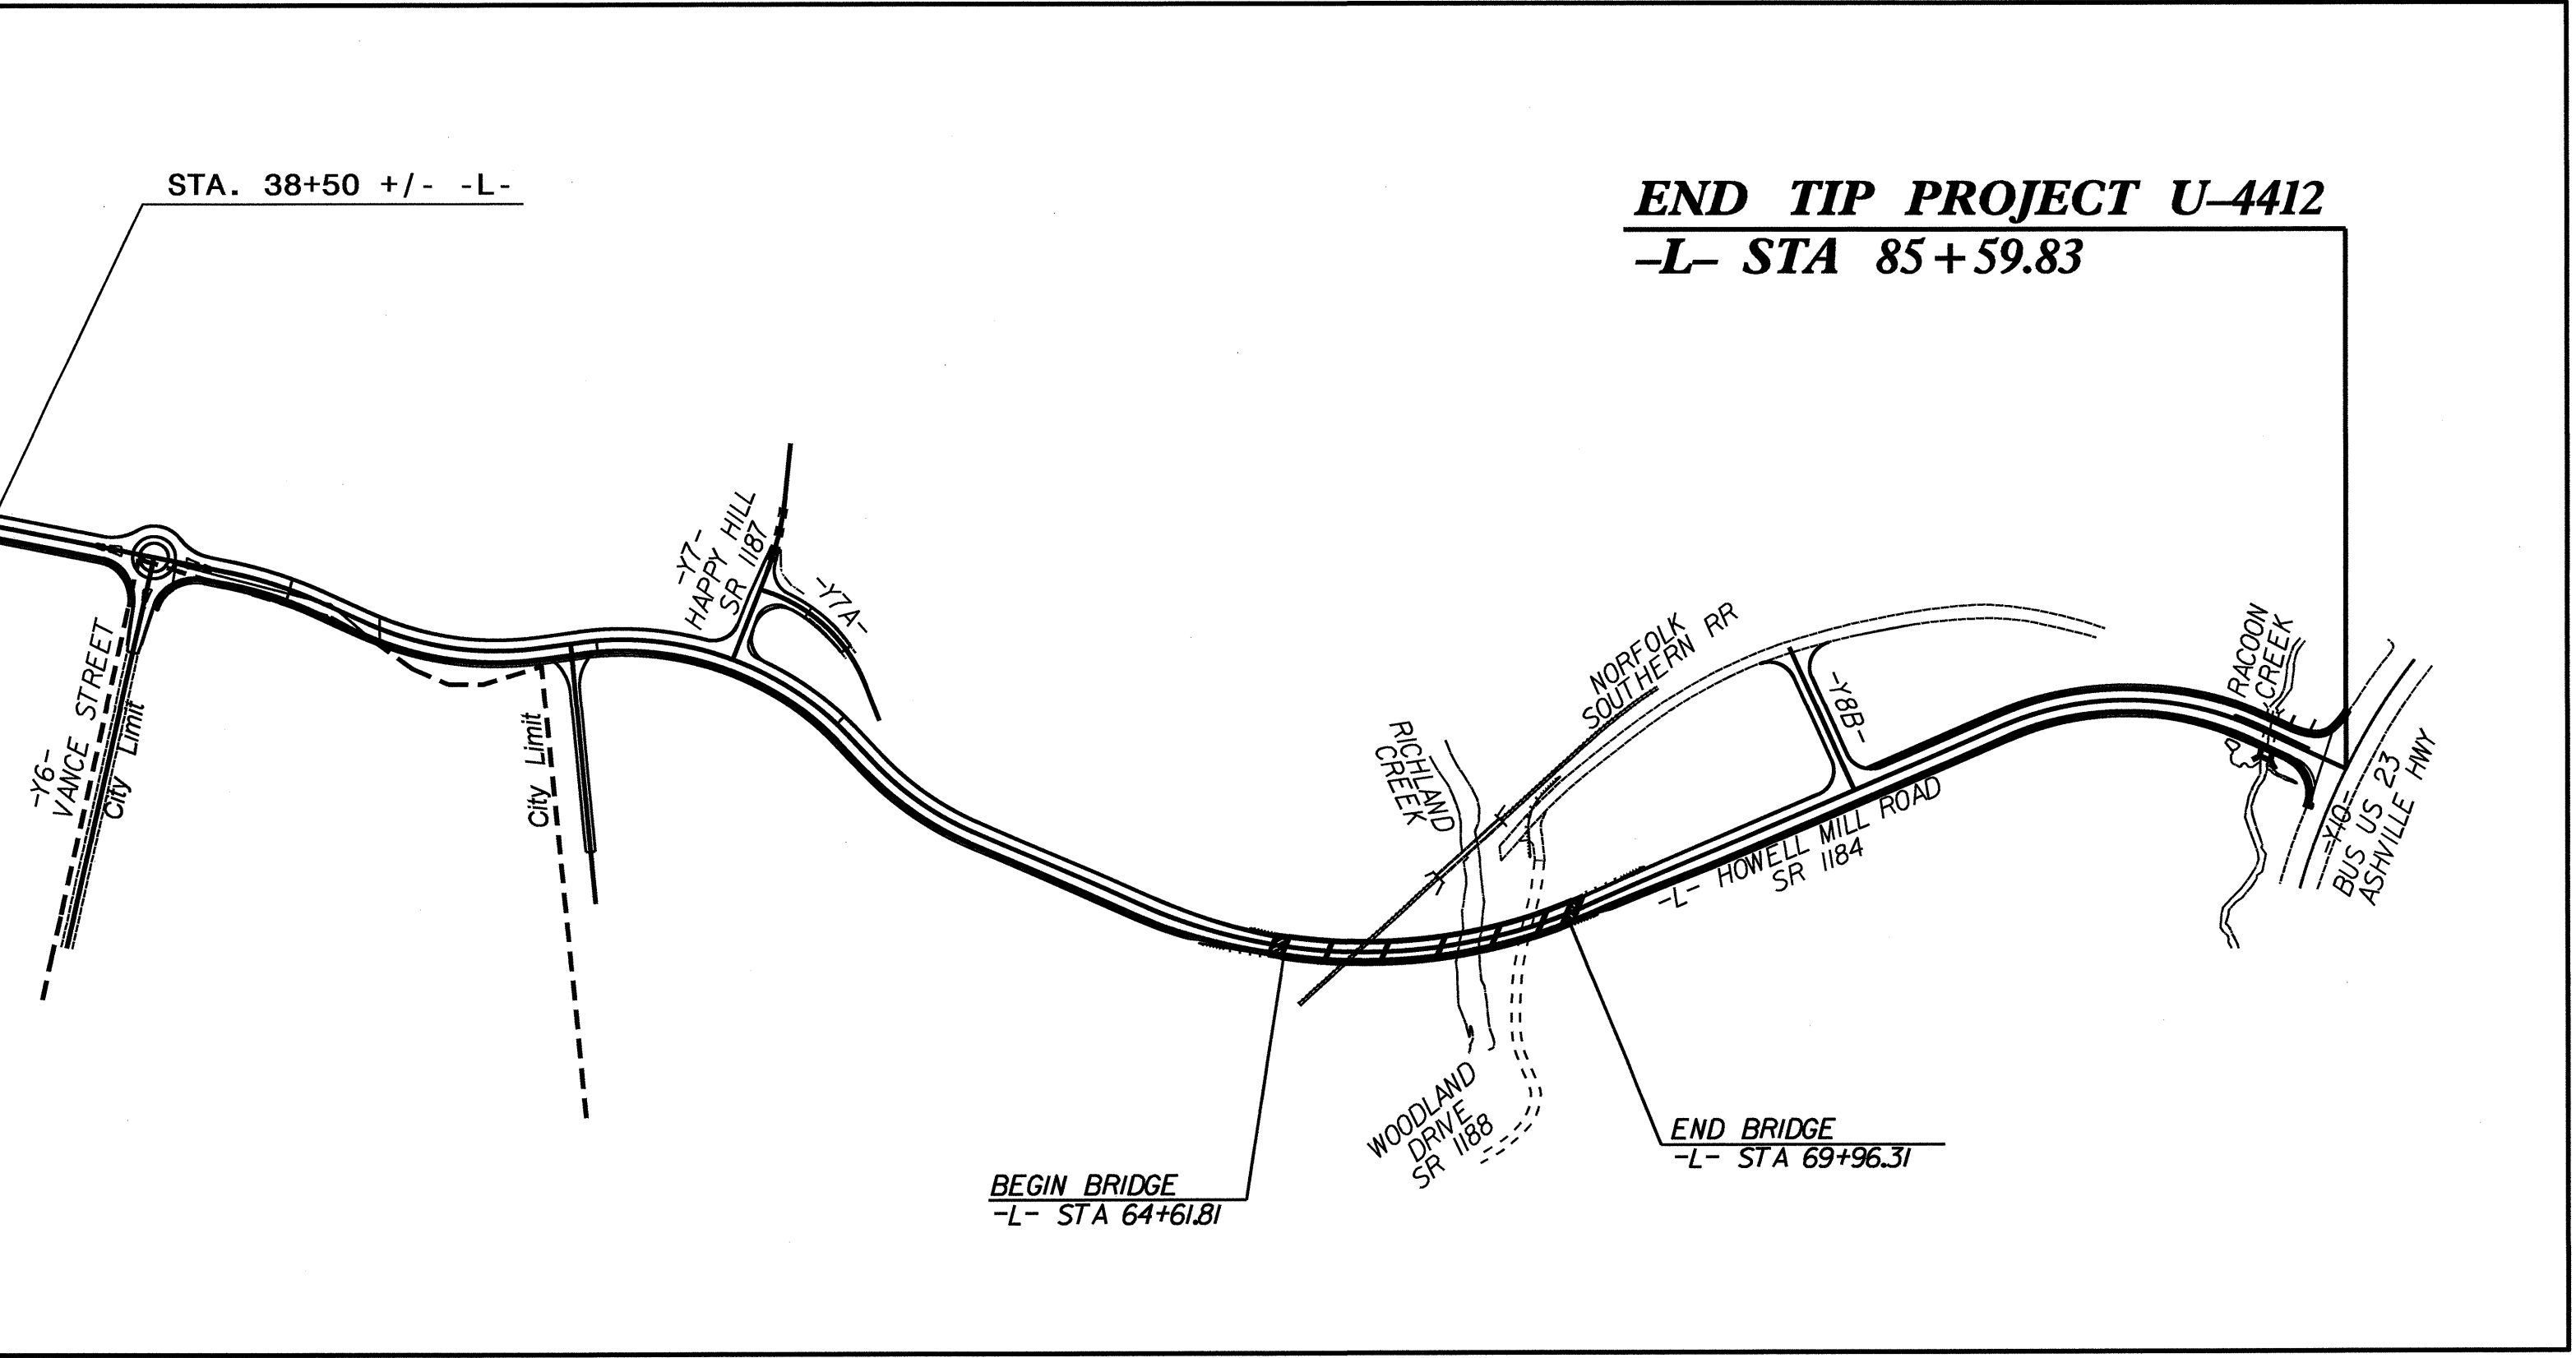 STA. 38+50 +/- -L-
END TIP PROJECT U-4412
-L- STA 85+59.83
-Y6-
VANCE STREET
City Limit
City Limit
-Y7-
HAPPY HILL
SR 1187
-Y7A-
RICHLAND
CREEK
NORFOLK
SOUTHERN RR
-Y8B-
-L- HOWELL MILL ROAD
SR 1184
RACOON
CREEK
-Y10-
BUS US 23
ASHVILLE HWY
WOODLAND
DRIVE
SR 1188
BEGIN BRIDGE
-L- STA 64+61.81
END BRIDGE
-L- STA 69+96.31